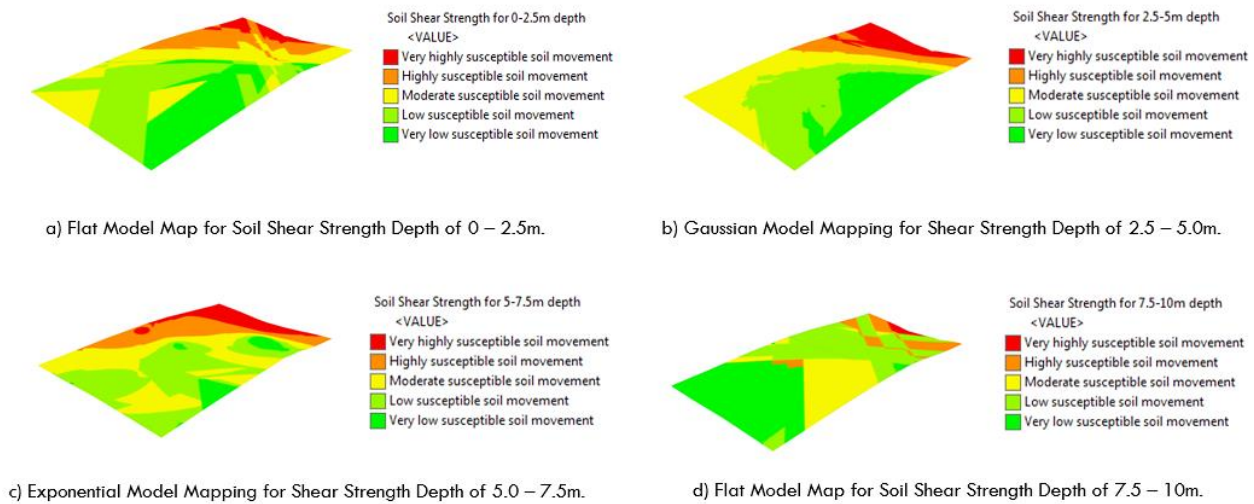 Soil Shear Strength for 0-2.5m depth
<VALUE>
Very highly susceptible soil movement
Highly susceptible soil movement
Moderate susceptible soil movement
Low susceptible soil movement
Very low susceptible soil movement
a) Flat Model Map for Soil Shear Strength Depth of 0 – 2.5m.
Soil Shear Strength for 2.5-5m depth
<VALUE>
Very highly susceptible soil movement
Highly susceptible soil movement
Moderate susceptible soil movement
Low susceptible soil movement
Very low susceptible soil movement
b) Gaussian Model Mapping for Shear Strength Depth of 2.5 – 5.0m.
Soil Shear Strength for 5-7.5m depth
<VALUE>
Very highly susceptible soil movement
Highly susceptible soil movement
Moderate susceptible soil movement
Low susceptible soil movement
Very low susceptible soil movement
c) Exponential Model Mapping for Shear Strength Depth of 5.0 – 7.5m.
Soil Shear Strength for 7.5-10m depth
<VALUE>
Very highly susceptible soil movement
Highly susceptible soil movement
Moderate susceptible soil movement
Low susceptible soil movement
Very low susceptible soil movement
d) Flat Model Map for Soil Shear Strength Depth of 7.5 – 10m.